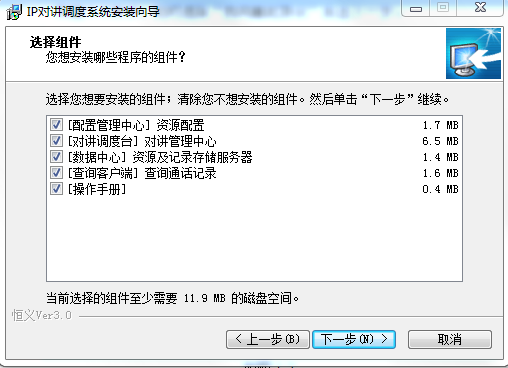 IP对讲调度系统安装向导
选择组件
您想安装哪些程序的组件?
选择您想要安装的组件；清除您不想安装的组件。然后单击“下一步”继续。
[配置管理中心] 资源配置 1.7 MB
[对讲调度台] 对讲管理中心 6.5 MB
[数据中心] 资源及记录存储服务器 1.4 MB
[查询客户端] 查询通话记录 1.6 MB
[操作手册] 0.4 MB
当前选择的组件至少需要 11.9 MB 的磁盘空间。
恒义Ver3.0
< 上一步(B) 下一步(N) > 取消